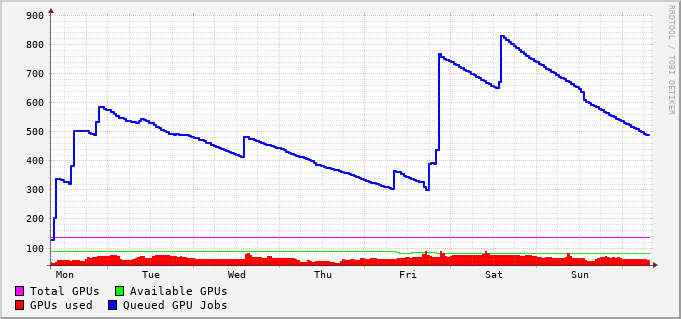 900
800
700
600
500
400
300
200
100
Mon Tue Wed Thu Fri Sat Sun
Total GPUs Available GPUs
GPUs used Queued GPU Jobs
RRDTOOL / TOBI OETIKER